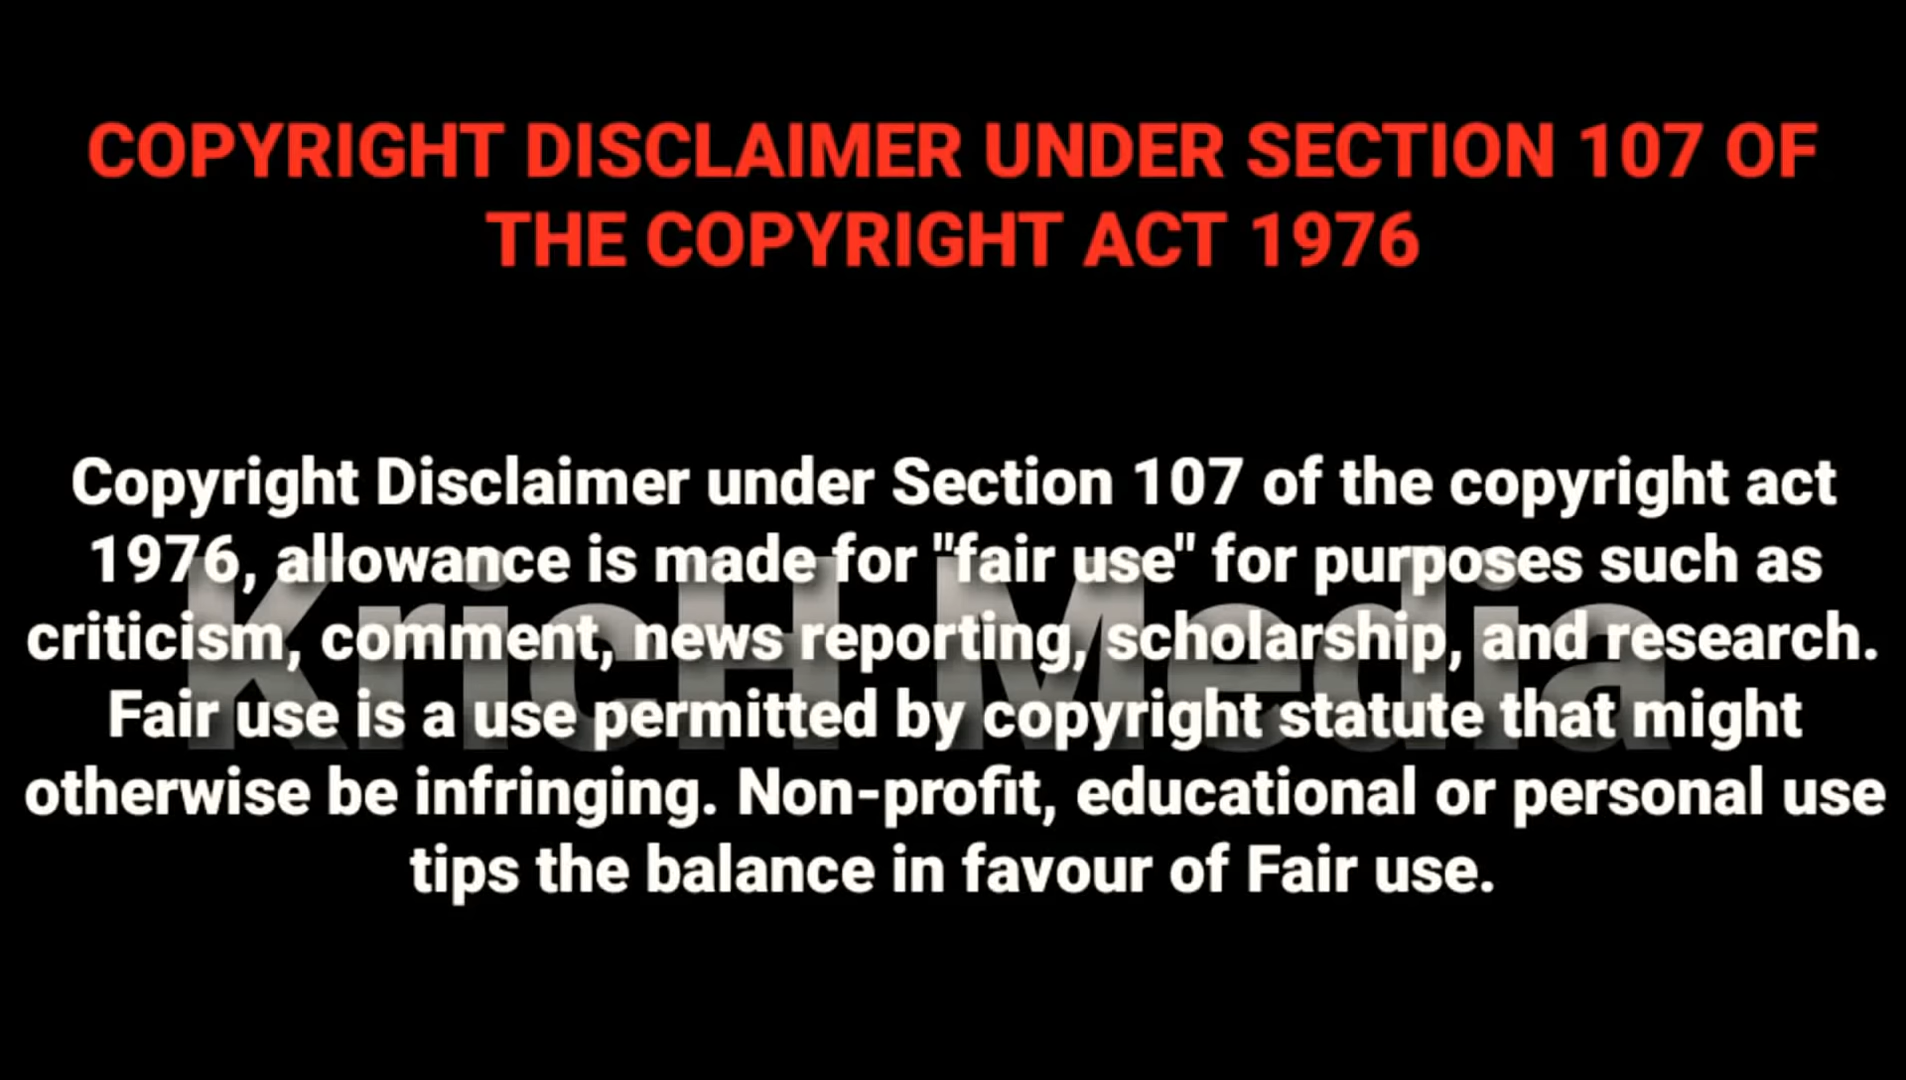 COPYRIGHT DISCLAIMER UNDER SECTION 107 OF
THE COPYRIGHT ACT 1976
Copyright Disclaimer under Section 107 of the copyright act
1976, allowance is made for "fair use" for purposes such as
criticism, comment, news reporting, scholarship, and research.
Fair use is a use permitted by copyright statute that might
otherwise be infringing. Non-profit, educational or personal use
tips the balance in favour of Fair use.
KricH Media